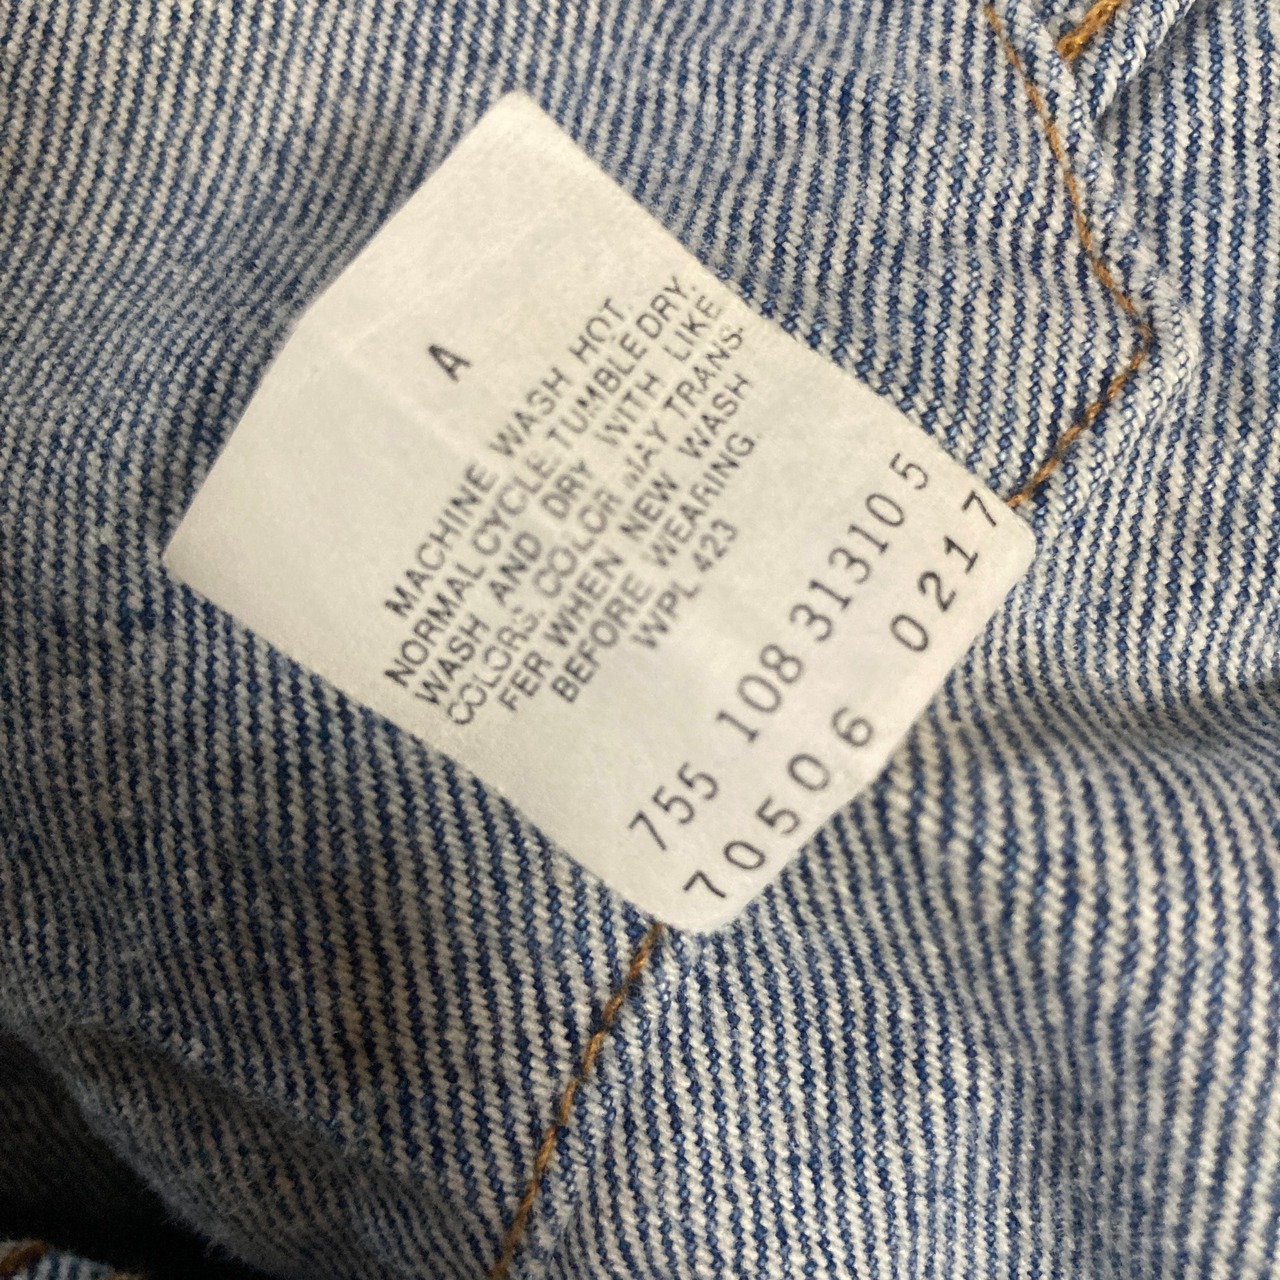 A
MACHINE WASH HOT.
NORMAL CYCLE. TUMBLE DRY.
WASH AND DRY WITH LIKE
COLORS. COLOR MAY TRANS-
FER WHEN NEW. WASH
BEFORE WEARING.
WPL 423
755 108 31310 5
70506 0217